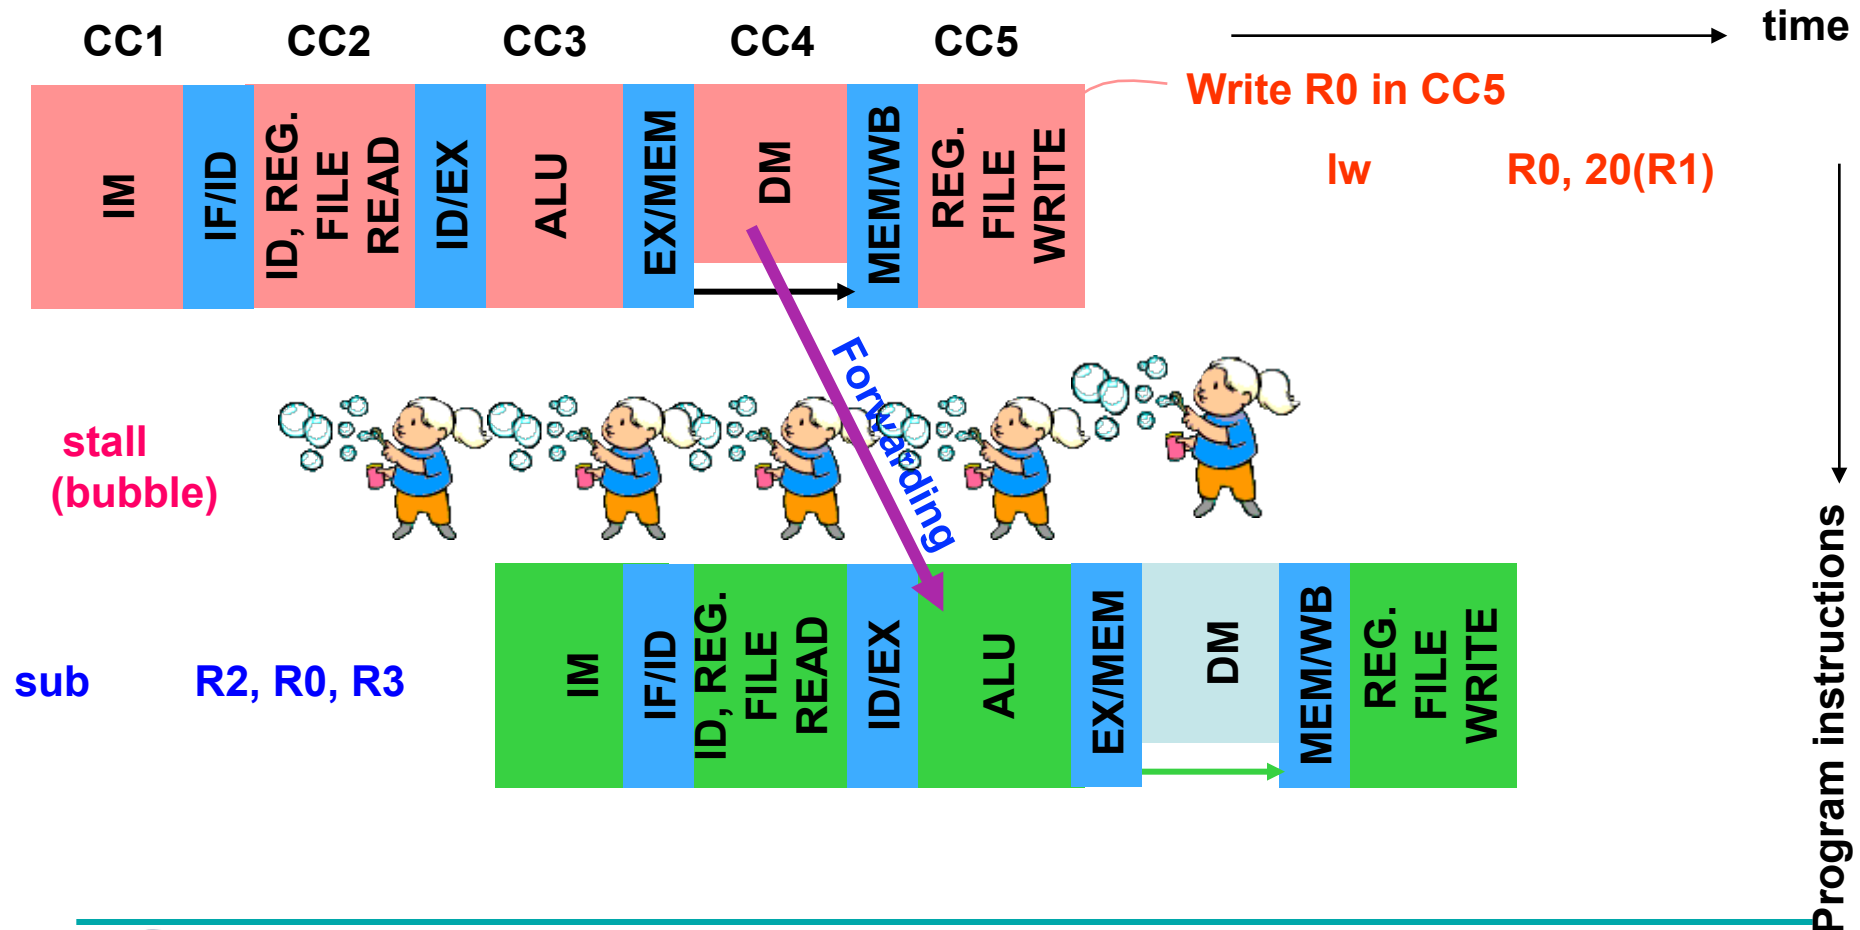 CC1 CC2 CC3 CC4 CC5 time
Write R0 in CC5
IM
IF/ID
ID, REG.
FILE
READ
ID/EX
ALU
EX/MEM
DM
MEM/WB
REG.
FILE
WRITE
lw R0, 20(R1)
Forwarding
stall
(bubble)
sub R2, R0, R3
IM
IF/ID
ID, REG.
FILE
READ
ID/EX
ALU
EX/MEM
DM
MEM/WB
REG.
FILE
WRITE
Program instructions